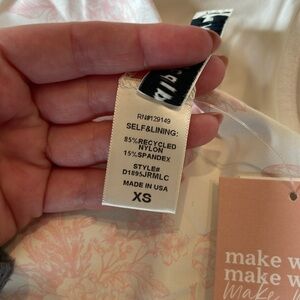 RN#129149
SELF&LINING:
85%RECYCLED
NYLON
15%SPANDEX
STYLE#
D1895JRMLC
MADE IN USA
XS
make w
make w